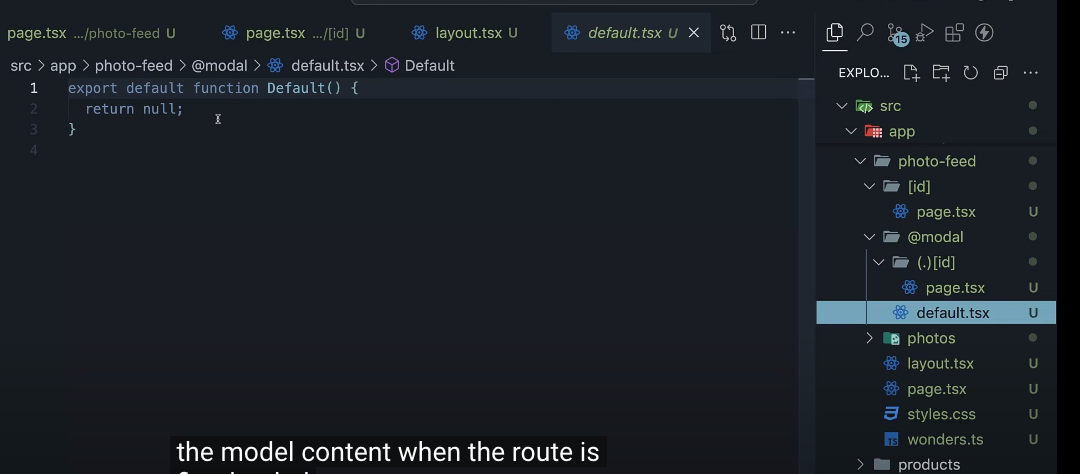 page.tsx .../photo-feed U
page.tsx .../[id] U
layout.tsx U
default.tsx U
15
src > app > photo-feed > @modal > default.tsx > Default
1 export default function Default() {
2 return null;
3 }
4
EXPLO...
src
app
photo-feed
[id]
page.tsx U
@modal
(.)[id]
page.tsx U
default.tsx U
photos
layout.tsx U
page.tsx U
styles.css U
TS wonders.ts U
products
the model content when the route is